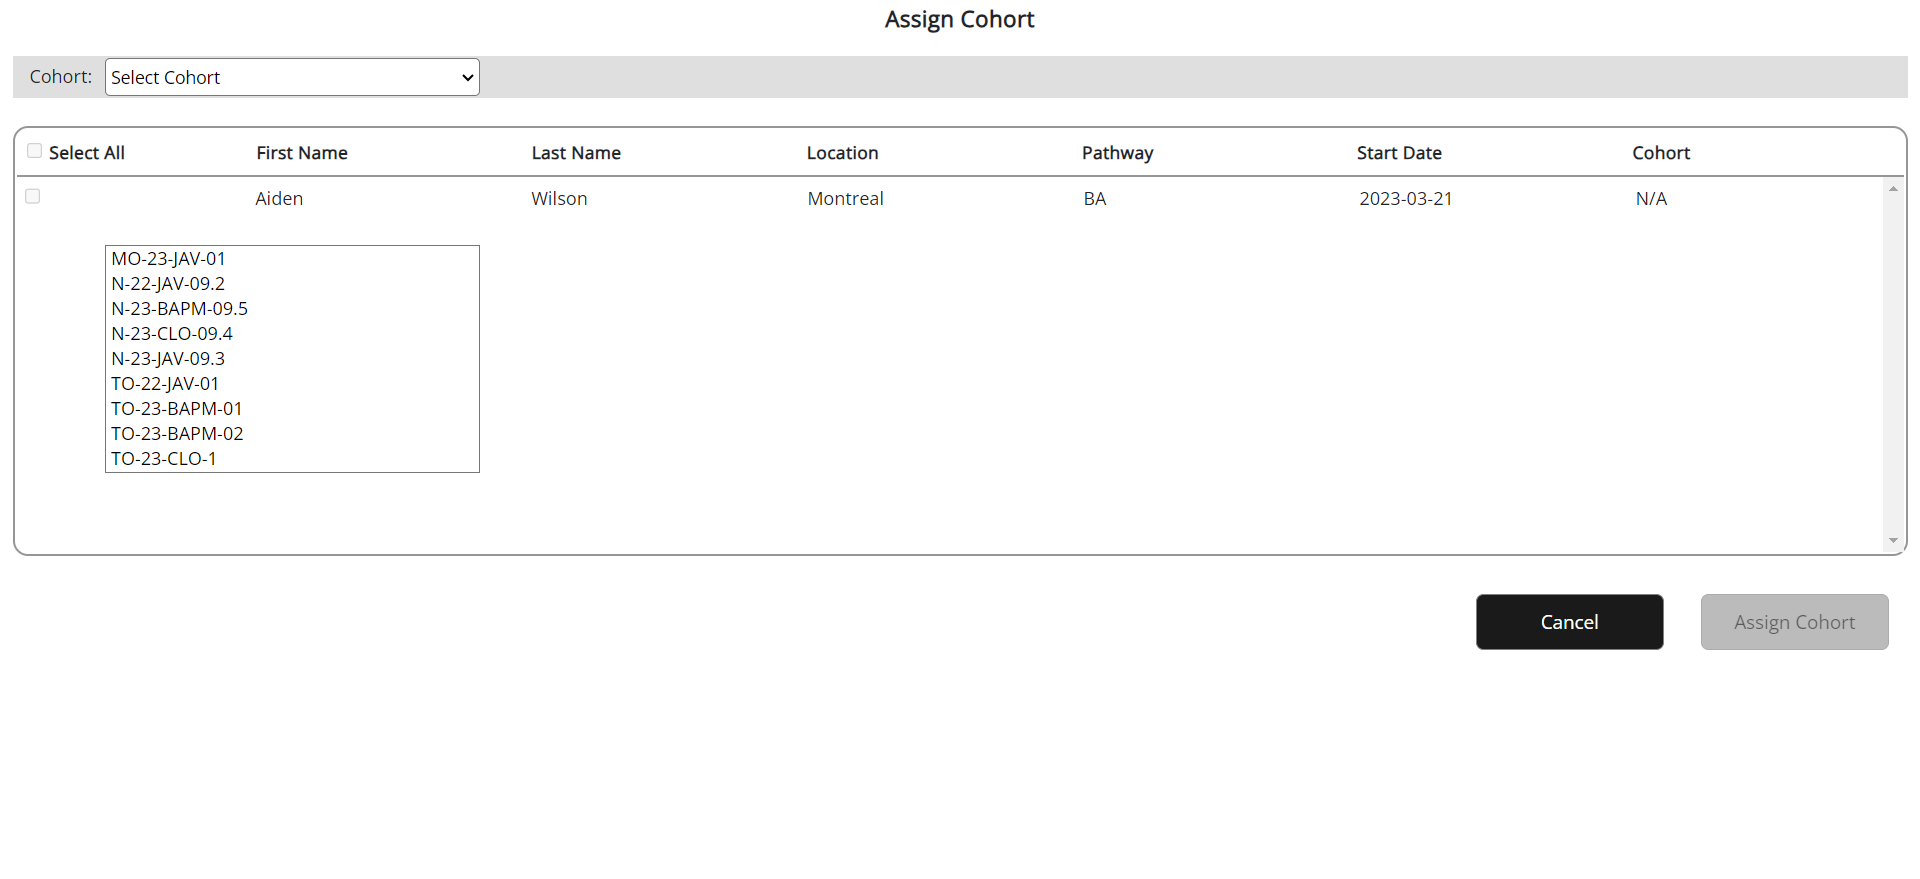 Assign Cohort
Cohort: Select Cohort
Select All First Name Last Name Location Pathway Start Date Cohort
Aiden Wilson Montreal BA 2023-03-21 N/A
MO-23-JAV-01
N-22-JAV-09.2
N-23-BAPM-09.5
N-23-CLO-09.4
N-23-JAV-09.3
TO-22-JAV-01
TO-23-BAPM-01
TO-23-BAPM-02
TO-23-CLO-1
Cancel Assign Cohort